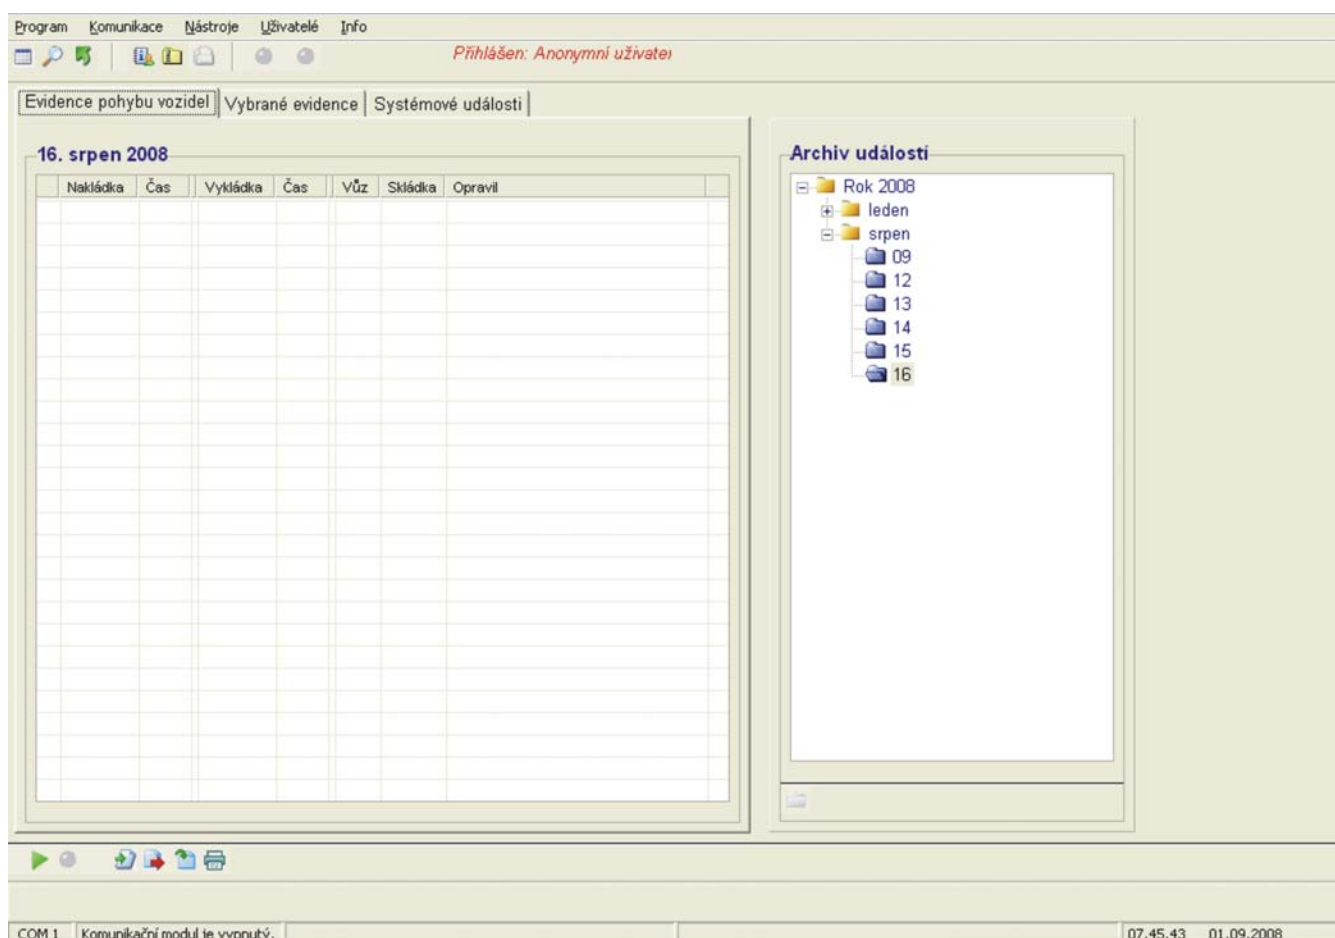 Program Komunikace Nástroje Uživatelé Info
Přihlášen: Anonymní uživatel
Evidence pohybu vozidel Vybrané evidence Systémové události
16. srpen 2008
Nakládka Čas Vykládka Čas Vůz Skládka Opravil
Archiv událostí
Rok 2008
leden
srpen
09
12
13
14
15
16
COM 1 Komunikační modul je vypnutý. 07.45.43 01.09.2008